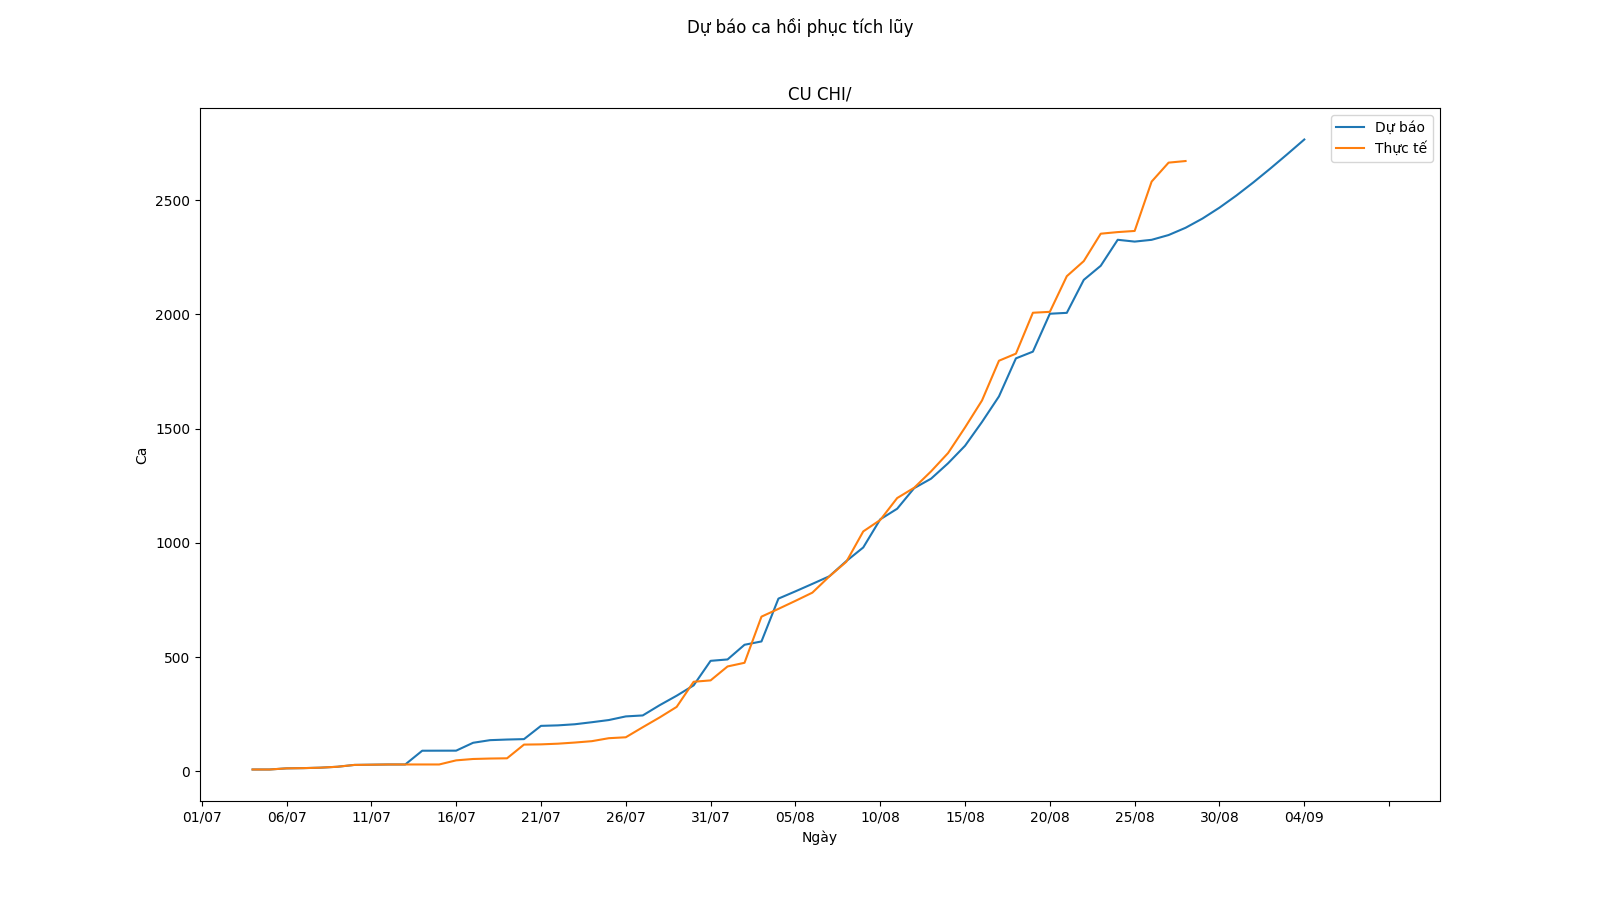 Dự báo ca hồi phục tích lũy
CU CHI/
Dự báo
Thực tế
2500
2000
1500
1000
500
0
Ca
01/07 06/07 11/07 16/07 21/07 26/07 31/07 05/08 10/08 15/08 20/08 25/08 30/08 04/09
Ngày